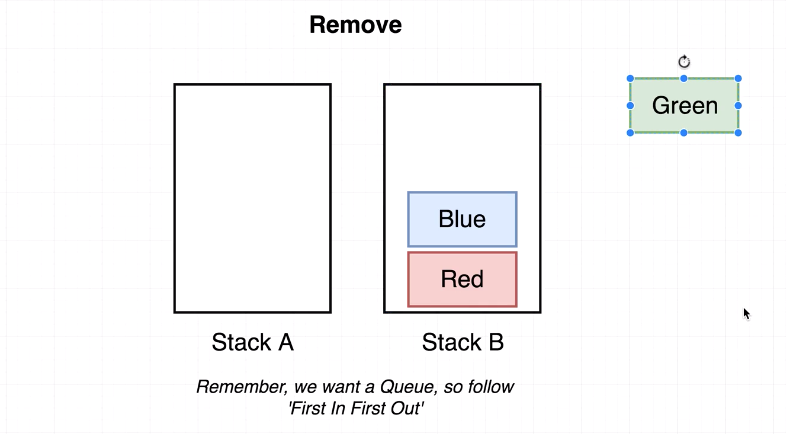 Remove
Green
Blue
Red
Stack A
Stack B
Remember, we want a Queue, so follow
'First In First Out'